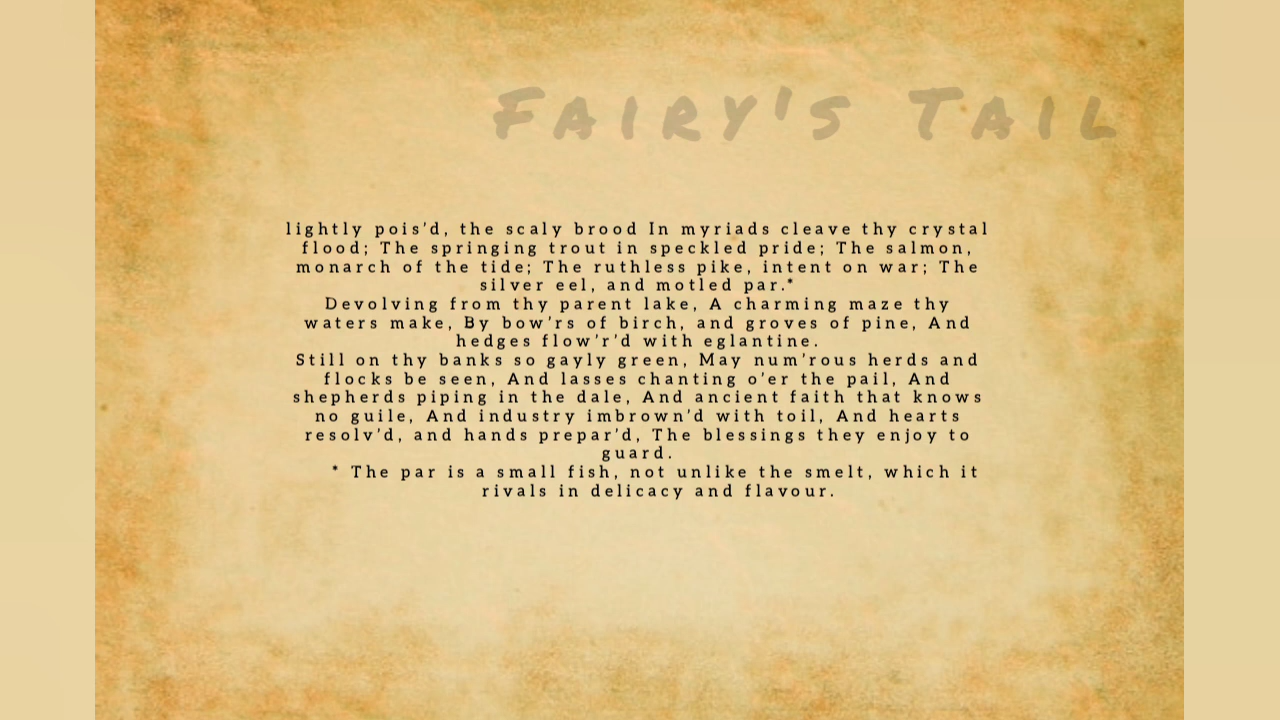 Fairy's Tail
lightly pois'd, the scaly brood In myriads cleave thy crystal
flood; The springing trout in speckled pride; The salmon,
monarch of the tide; The ruthless pike, intent on war; The
silver eel, and motled par.*
Devolving from thy parent lake, A charming maze thy
waters make, By bow'rs of birch, and groves of pine, And
hedges flow'r'd with eglantine.
Still on thy banks so gayly green, May num'rous herds and
flocks be seen, And lasses chanting o'er the pail, And
shepherds piping in the dale, And ancient faith that knows
no guile, And industry imbrown'd with toil, And hearts
resolv'd, and hands prepar'd, The blessings they enjoy to
guard.
* The par is a small fish, not unlike the smelt, which it
rivals in delicacy and flavour.